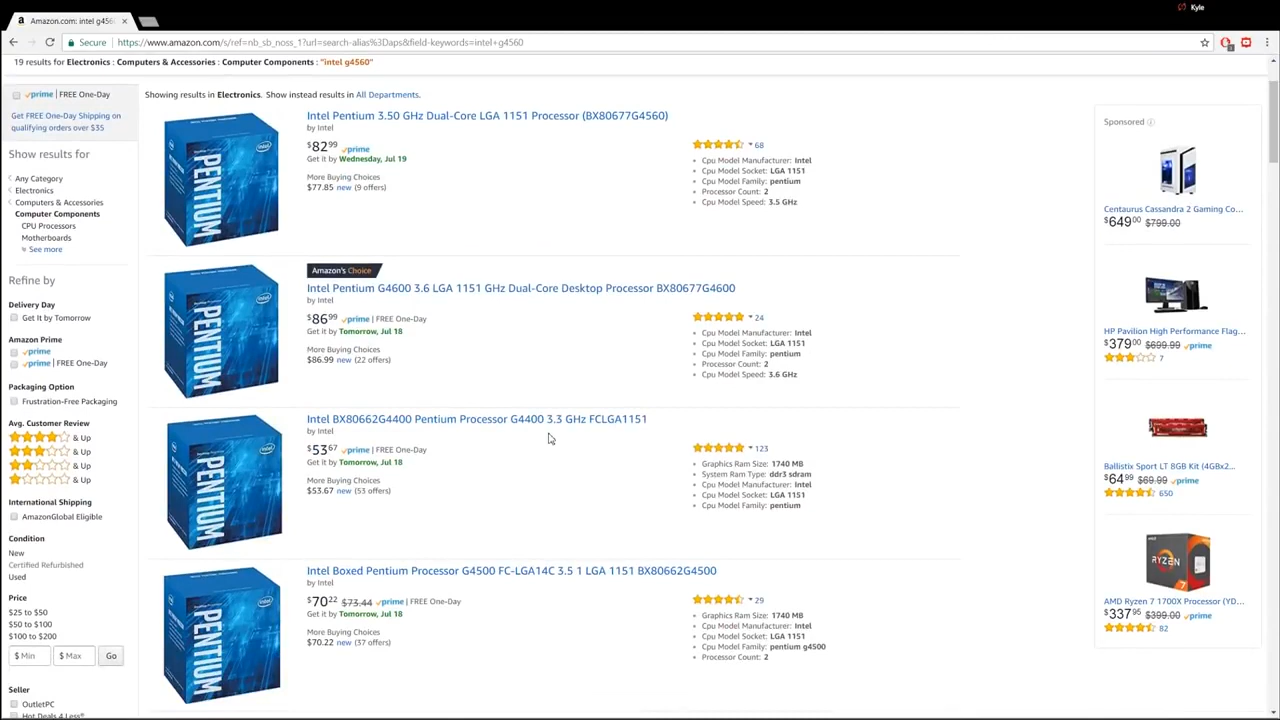 Kyle
Amazon.com: intel g456
Secure https://www.amazon.com/s/ref=nb_sb_noss_1?url=search-alias%3Daps&field-keywords=intel+g4560
19 results for Electronics : Computers & Accessories : Computer Components : "intel g4560"
prime | FREE One-Day
Get FREE One-Day Shipping on
qualifying orders over $35
Show results for
Any Category
Electronics
Computers & Accessories
Computer Components
CPU Processors
Motherboards
See more
Refine by
Delivery Day
Get It by Tomorrow
Amazon Prime
prime
prime | FREE One-Day
Packaging Option
Frustration-Free Packaging
Avg. Customer Review
& Up
& Up
& Up
& Up
International Shipping
AmazonGlobal Eligible
Condition
New
Certified Refurbished
Used
Price
$25 to $50
$50 to $100
$100 to $200
$ Min $ Max Go
Seller
OutletPC
Hot Deals 4 Less®
Showing results in Electronics. Show instead results in All Departments.
Intel Pentium 3.50 GHz Dual-Core LGA 1151 Processor (BX80677G4560)
by Intel
$82 99 prime
Get it by Wednesday, Jul 19
More Buying Choices
$77.85 new (9 offers)
68
Cpu Model Manufacturer: Intel
Cpu Model Socket: LGA 1151
Cpu Model Family: pentium
Processor Count: 2
Cpu Model Speed: 3.5 GHz
PENTIUM
intel
Amazon's Choice
Intel Pentium G4600 3.6 LGA 1151 GHz Dual-Core Desktop Processor BX80677G4600
by Intel
$86 99 prime | FREE One-Day
Get it by Tomorrow, Jul 18
More Buying Choices
$86.99 new (22 offers)
24
Cpu Model Manufacturer: Intel
Cpu Model Socket: LGA 1151
Cpu Model Family: pentium
Processor Count: 2
Cpu Model Speed: 3.6 GHz
PENTIUM
intel
Intel BX80662G4400 Pentium Processor G4400 3.3 GHz FCLGA1151
by Intel
$53 67 prime | FREE One-Day
Get it by Tomorrow, Jul 18
More Buying Choices
$53.67 new (53 offers)
123
Graphics Ram Size: 1740 MB
System Ram Type: ddr3 sdram
Cpu Model Manufacturer: Intel
Cpu Model Socket: LGA 1151
Cpu Model Family: pentium
PENTIUM
intel
Intel Boxed Pentium Processor G4500 FC-LGA14C 3.5 1 LGA 1151 BX80662G4500
by Intel
$70 22 $73.44 prime | FREE One-Day
Get it by Tomorrow, Jul 18
More Buying Choices
$70.22 new (37 offers)
29
Graphics Ram Size: 1740 MB
Cpu Model Manufacturer: Intel
Cpu Model Socket: LGA 1151
Cpu Model Family: pentium g4500
Processor Count: 2
PENTIUM
intel
Sponsored
Centaurus Cassandra 2 Gaming Co...
$649 00 $799.00
HP Pavilion High Performance Flag...
$379 00 $699.99 prime
7
Ballistix Sport LT 8GB Kit (4GBx2...
$64 99 $69.99 prime
650
AMD
RYZEN
AMD Ryzen 7 1700X Processor (YD...
$337 95 $399.00 prime
82